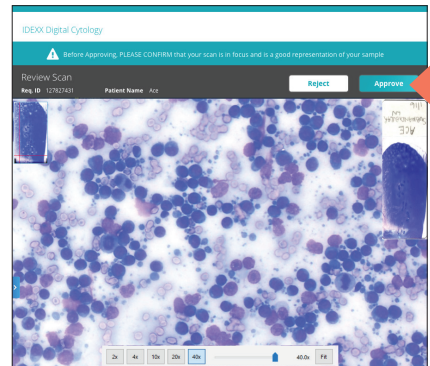 IDEXX Digital Cytology
Before Approving, PLEASE CONFIRM that your scan is in focus and is a good representation of your sample
Review Scan
Reject
Approve
Req. ID 127827431 Patient Name Ace
ACE
2x 4x 10x 20x 40x 40.0x Fit